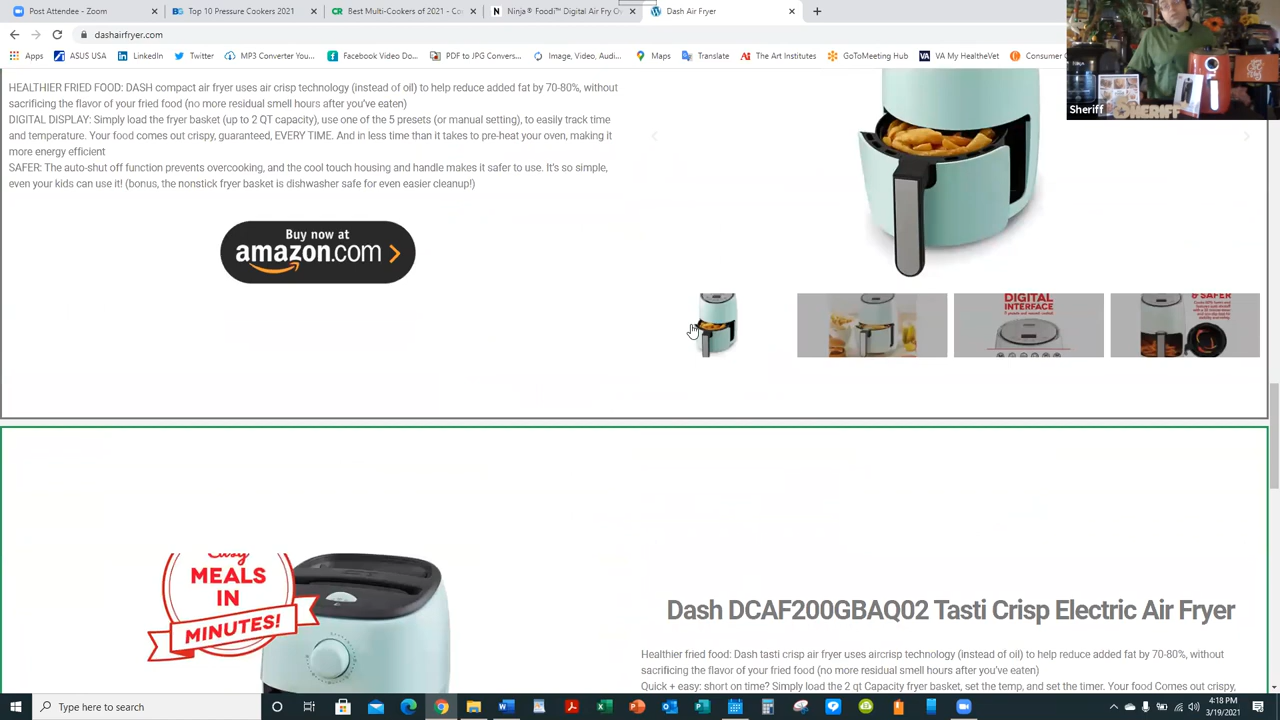 Post Attendee - Zoom
Top 10 Pressure Cookers 2021
Best Multi-Cookers of 2021 - Co
Ninja® Foodi™ Digital Air Fry O
Dash Air Fryer
dashairfryer.com
Apps
ASUS USA
LinkedIn
Twitter
MP3 Converter You...
Facebook Video Do...
PDF to JPG Convers...
Image, Video, Audi...
Maps
Translate
The Art Institutes
GoToMeeting Hub
VA My HealtheVet
Consumer
Sheriff
SHERIFF
HEALTHIER FRIED FOOD: DASH compact air fryer uses air crisp technology (instead of oil) to help reduce added fat by 70-80%, without
sacrificing the flavor of your fried food (no more residual smell hours after you've eaten)
DIGITAL DISPLAY: Simply load the fryer basket (up to 2 QT capacity), use one of 3 presets (or manual setting), to easily track time
and temperature. Your food comes out crispy, guaranteed, EVERY TIME. And in less time than it takes to pre-heat your oven, making it
more energy efficient
SAFER: The auto-shut off function prevents overcooking, and the cool touch housing and handle makes it safer to use. It's so simple,
even your kids can use it! (bonus, the nonstick fryer basket is dishwasher safe for even easier cleanup!)
Buy now at
amazon.com
DIGITAL
INTERFACE
& SAFER
Easy
MEALS
IN
MINUTES!
Dash DCAF200GBAQ02 Tasti Crisp Electric Air Fryer
Healthier fried food: Dash tasti crisp air fryer uses aircrisp technology (instead of oil) to help reduce added fat by 70-80%, without
sacrificing the flavor of your fried food (no more residual smell hours after you've eaten)
Quick + easy: short on time? Simply load the 2 qt Capacity fryer basket, set the temp, and set the timer. Your food Comes out crispy,
Type here to search
4:18 PM
3/19/2021